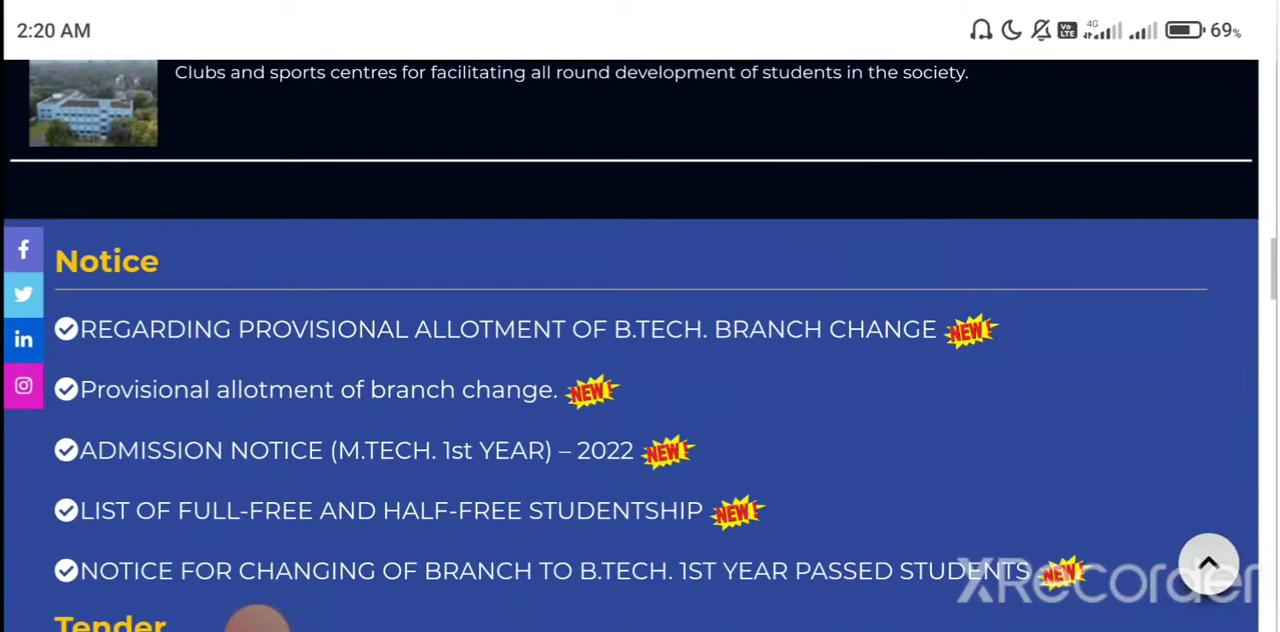 2:20 AM
Vo LTE 4G 69%
Clubs and sports centres for facilitating all round development of students in the society.
Notice
REGARDING PROVISIONAL ALLOTMENT OF B.TECH. BRANCH CHANGE NEW!
Provisional allotment of branch change. NEW!
ADMISSION NOTICE (M.TECH. 1st YEAR) – 2022 NEW!
LIST OF FULL-FREE AND HALF-FREE STUDENTSHIP NEW!
NOTICE FOR CHANGING OF BRANCH TO B.TECH. 1ST YEAR PASSED STUDENTS NEW!
XRecorder
Tender